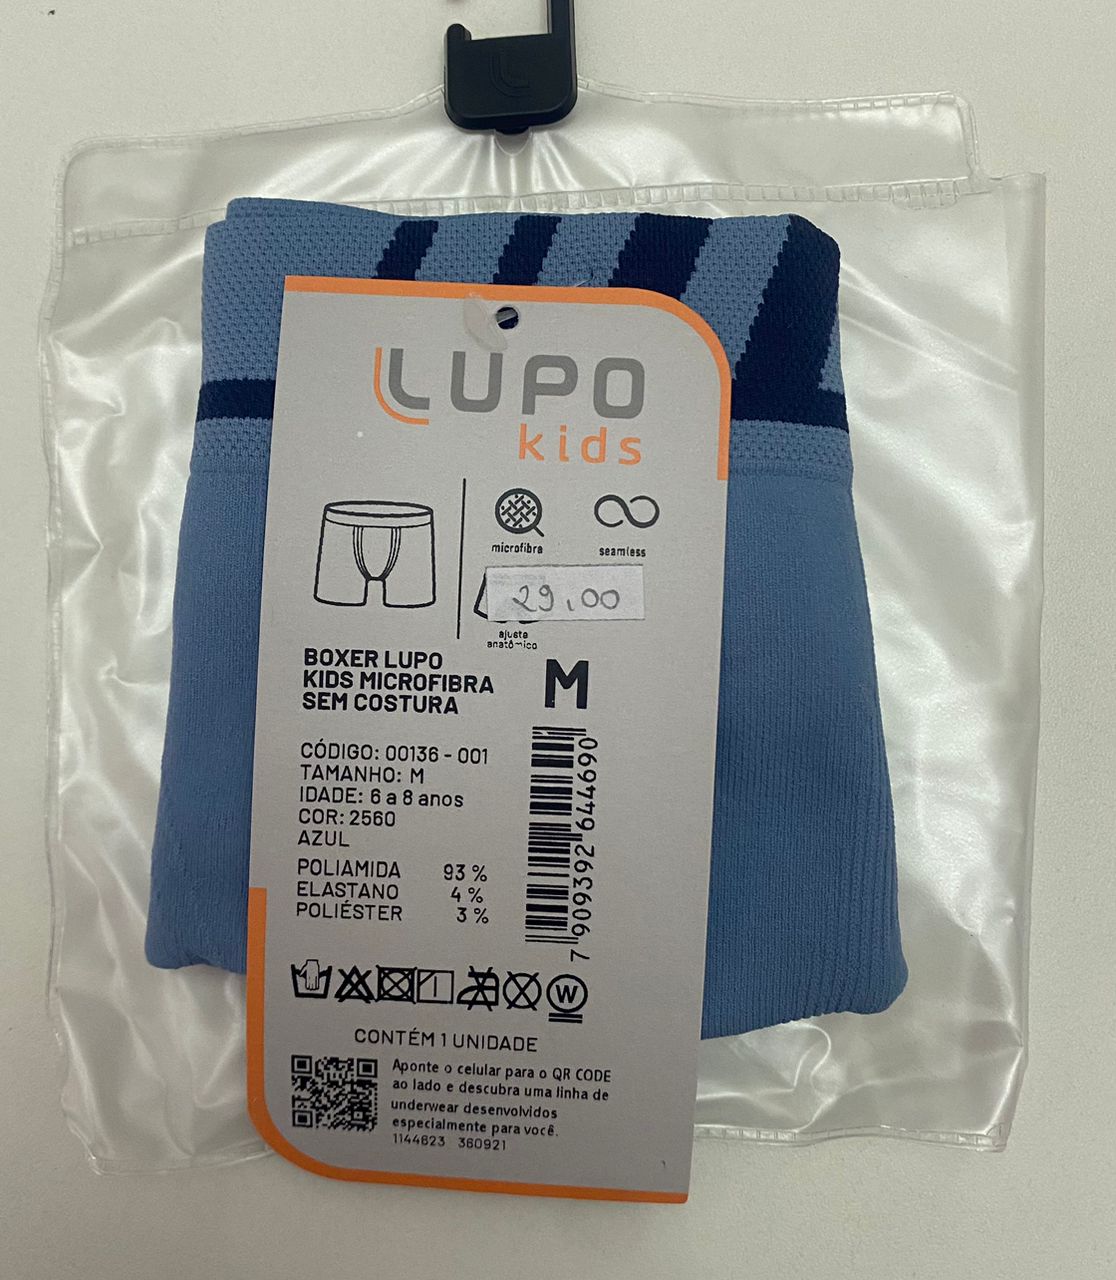 LUPO
kids
microfibra
seamless
29,00
ajuste
anatômico
BOXER LUPO
KIDS MICROFIBRA
SEM COSTURA
M
CÓDIGO: 00136 - 001
TAMANHO: M
IDADE: 6 a 8 anos
COR: 2560
AZUL
POLIAMIDA 93 %
ELASTANO 4 %
POLIÉSTER 3 %
7 909392 644690
W
CONTÉM 1 UNIDADE
Aponte o celular para o QR CODE
ao lado e descubra uma linha de
underwear desenvolvidos
especialmente para você.
1144623 360921